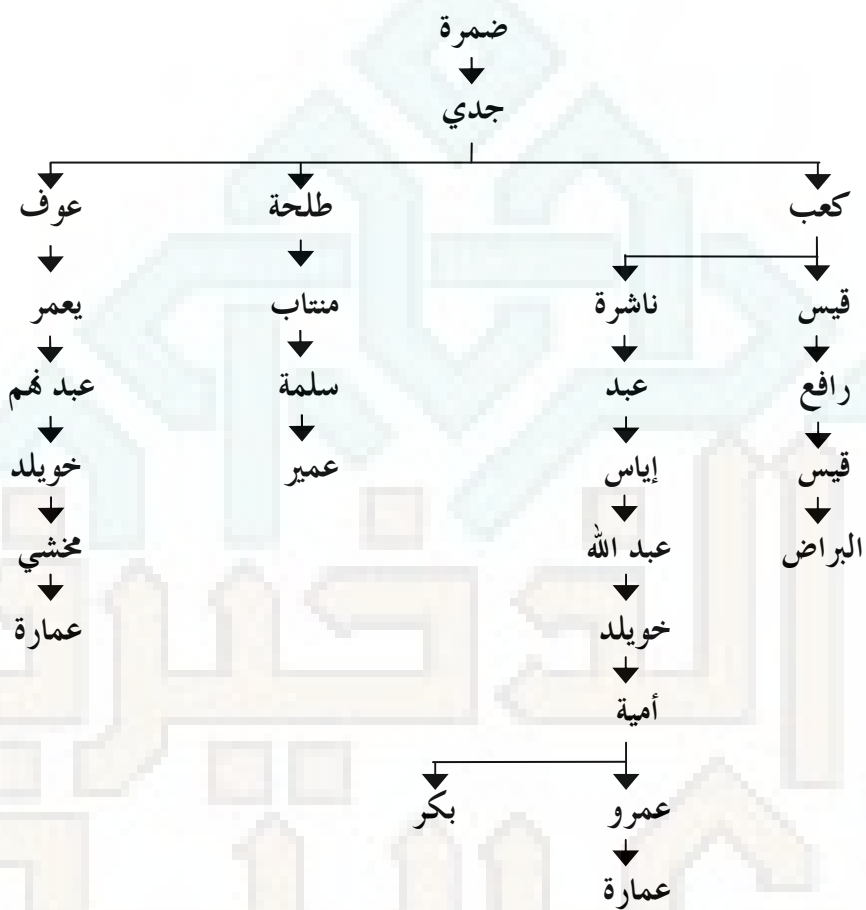 ضمرة
جدي
كعب طلحة عوف
قيس ناشرة منتاب يعمر
رافع عبد سلمة عبد نهم
قيس إياس عمير خويلد
البراض عبد الله مخشي
خويلد عمارة
أمية
عمرو بكر
عمارة